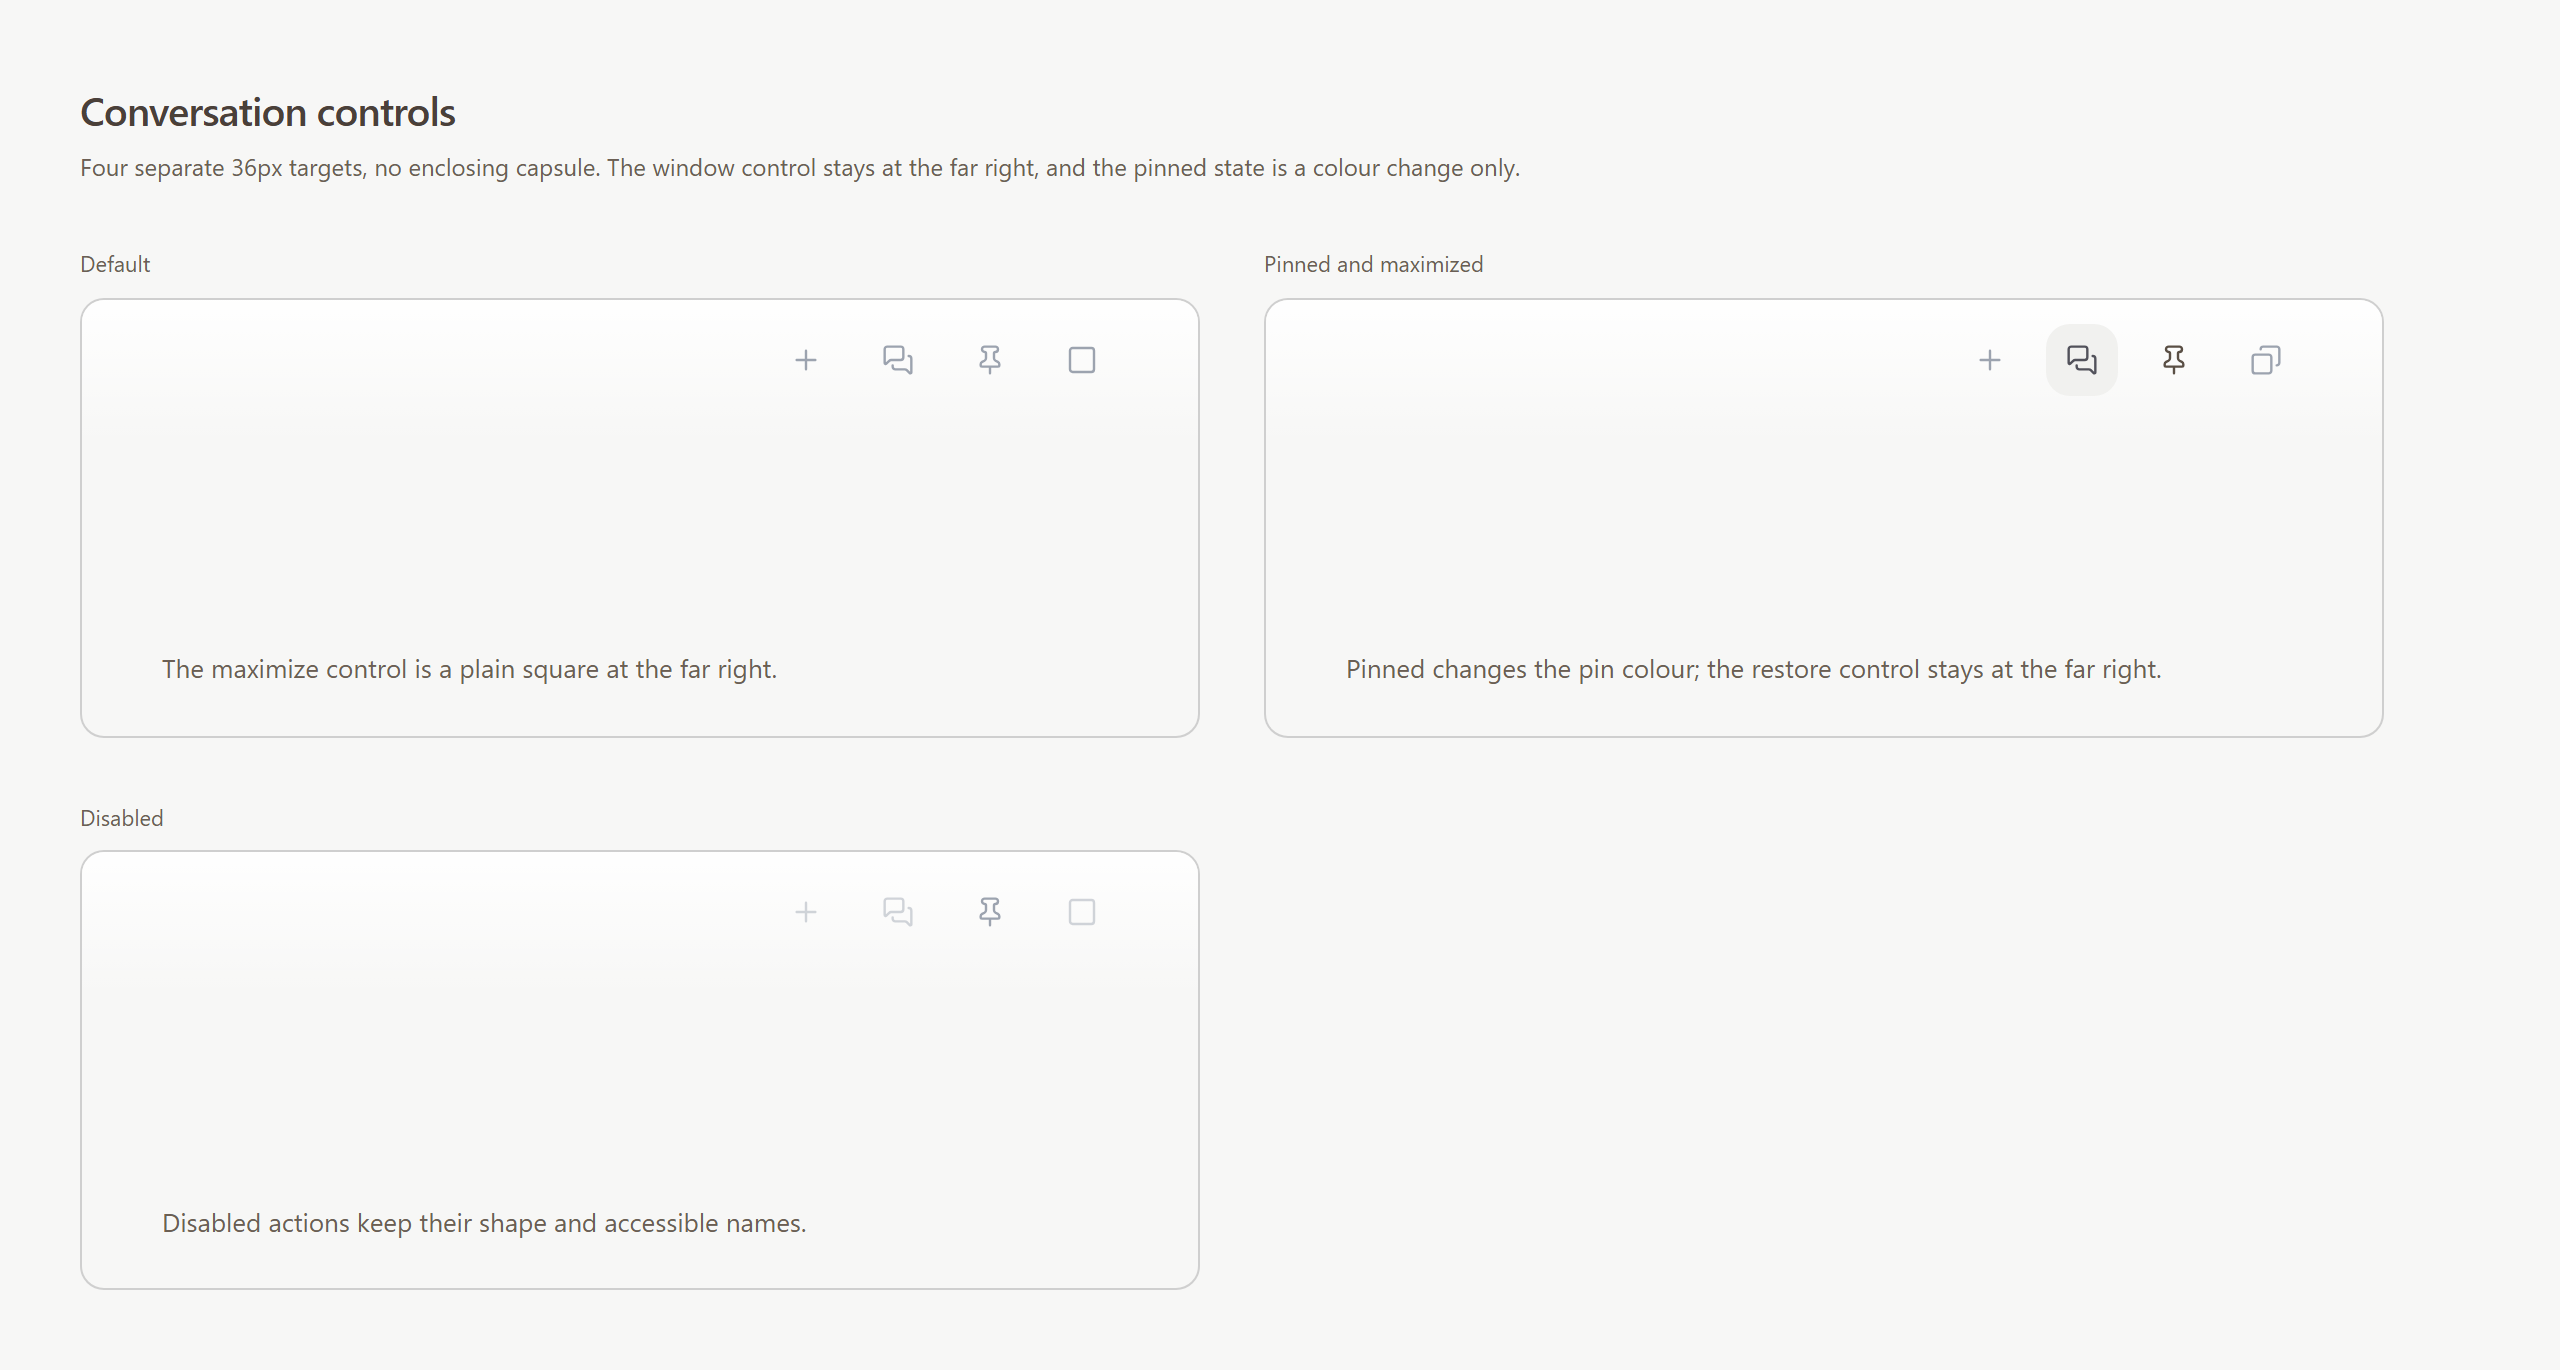 Conversation controls
Four separate 36px targets, no enclosing capsule. The window control stays at the far right, and the pinned state is a colour change only.
Default
The maximize control is a plain square at the far right.
Pinned and maximized
Pinned changes the pin colour; the restore control stays at the far right.
Disabled
Disabled actions keep their shape and accessible names.